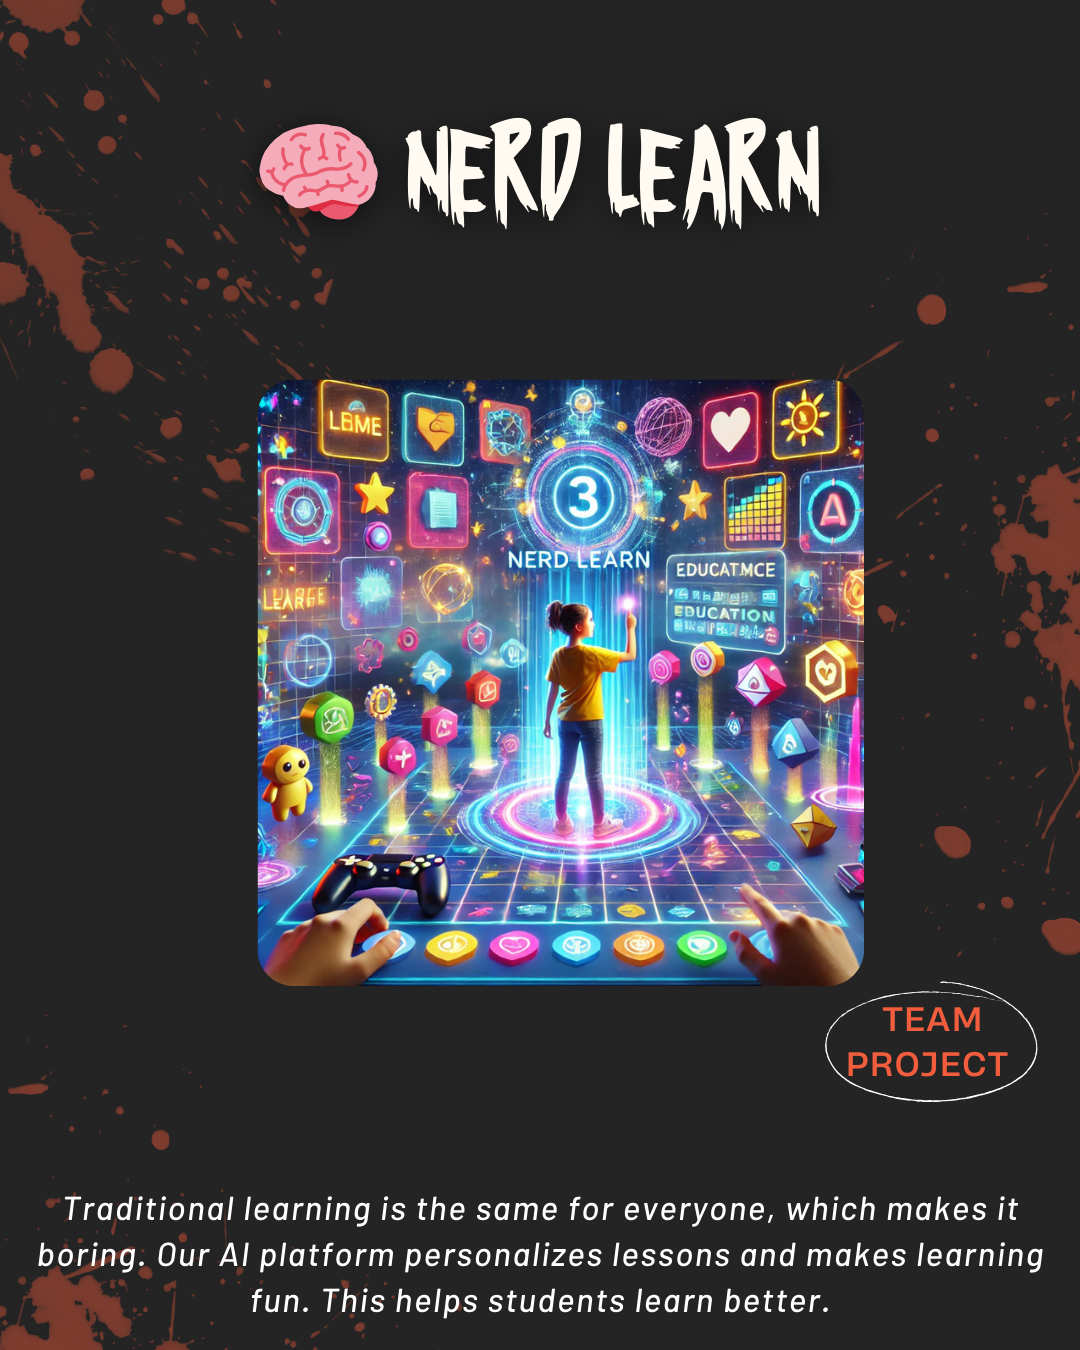 NERD LEARN
LBME
3
A
NERD LEARN
EDUCATMCE
EDUCATION
TEAM
PROJECT
Traditional learning is the same for everyone, which makes it
boring. Our AI platform personalizes lessons and makes learning
fun. This helps students learn better.